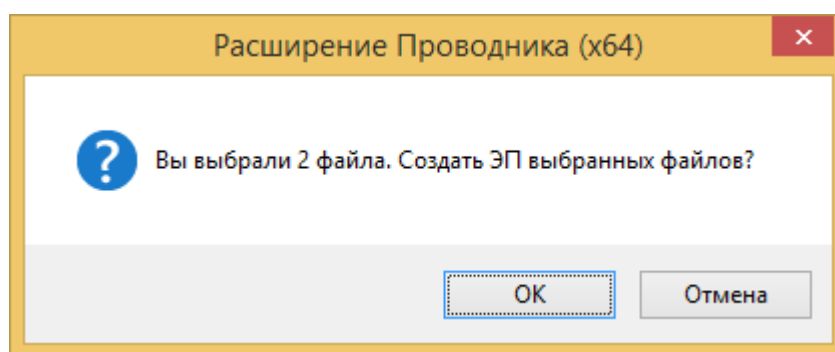 Расширение Проводника (x64)
Вы выбрали 2 файла. Создать ЭП выбранных файлов?
OK
Отмена